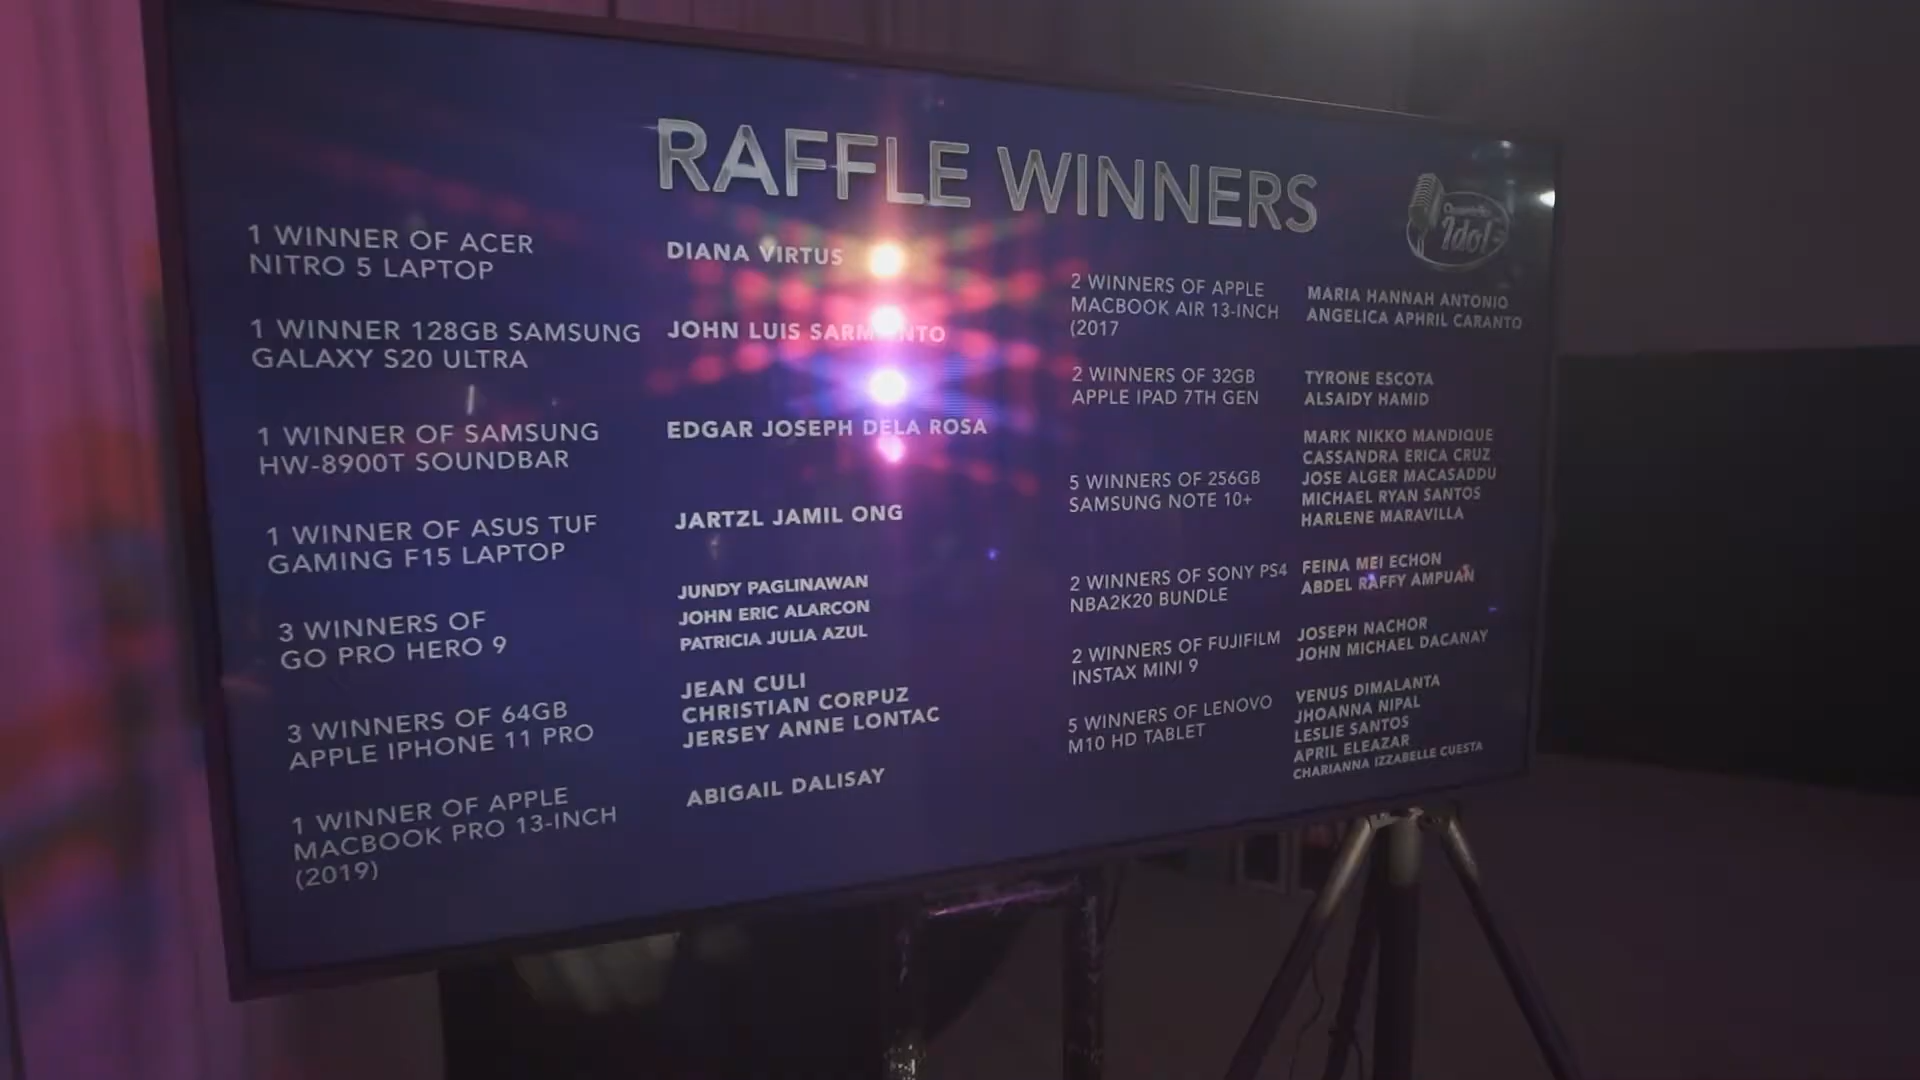 RAFFLE WINNERS
Idol
1 WINNER OF ACER
NITRO 5 LAPTOP
DIANA VIRTUS
1 WINNER 128GB SAMSUNG
GALAXY S20 ULTRA
JOHN LUIS
1 WINNER OF SAMSUNG
HW-8900T SOUNDBAR
EDGAR JOSEPH DELA ROSA
1 WINNER OF ASUS TUF
GAMING F15 LAPTOP
JARTZL JAMIL ONG
3 WINNERS OF
GO PRO HERO 9
JUNDY PAGLINAWAN
JOHN ERIC ALARCON
PATRICIA JULIA AZUL
3 WINNERS OF 64GB
APPLE IPHONE 11 PRO
JEAN CULI
CHRISTIAN CORPUZ
JERSEY ANNE LONTAC
1 WINNER OF APPLE
MACBOOK PRO 13-INCH
(2019)
ABIGAIL DALISAY
2 WINNERS OF APPLE
MACBOOK AIR 13-INCH
(2017
MARIA HANNAH ANTONIO
ANGELICA APHRIL CARANTO
2 WINNERS OF 32GB
APPLE IPAD 7TH GEN
TYRONE ESCOTA
ALSAIDY HAMID
5 WINNERS OF 256GB
SAMSUNG NOTE 10+
MARK NIKKO MANDIQUE
CASSANDRA ERICA CRUZ
JOSE ALGER MACASADDU
MICHAEL RYAN SANTOS
HARLENE MARAVILLA
2 WINNERS OF SONY PS4
NBA2K20 BUNDLE
FEINA MEI ECHON
ABDEL RAFFY AMPUAN
2 WINNERS OF FUJIFILM
INSTAX MINI 9
JOSEPH NACHOR
JOHN MICHAEL DACANAY
5 WINNERS OF LENOVO
M10 HD TABLET
VENUS DIMALANTA
JHOANNA NIPAL
LESLIE SANTOS
APRIL ELEAZAR
CHARIANNA IZZABELLE CUESTA